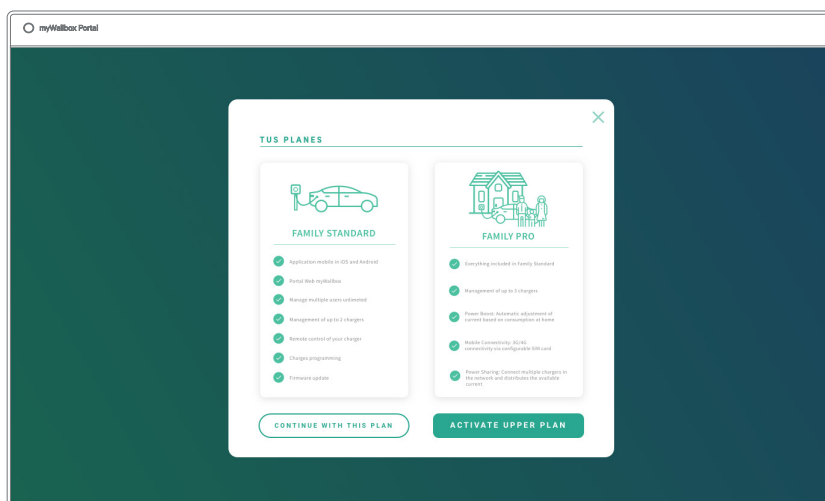 myWallbox Portal
TUS PLANES
FAMILY STANDARD
Application mobile in iOS and Android
Portal Web myWallbox
Manage multiple users unlimited
Management of up to 2 chargers
Remote control of your charger
Charges programming
Firmware update
CONTINUE WITH THIS PLAN
FAMILY PRO
Everything included in Family Standard
Management of up to 3 chargers
Power Boost: Automatic adjustment of
current based on consumption at home
Mobile Connectivity: 3G/4G
connectivity via configurable SIM card
Power Sharing: Connect multiple chargers in
the network and distributes the available
current
ACTIVATE UPPER PLAN